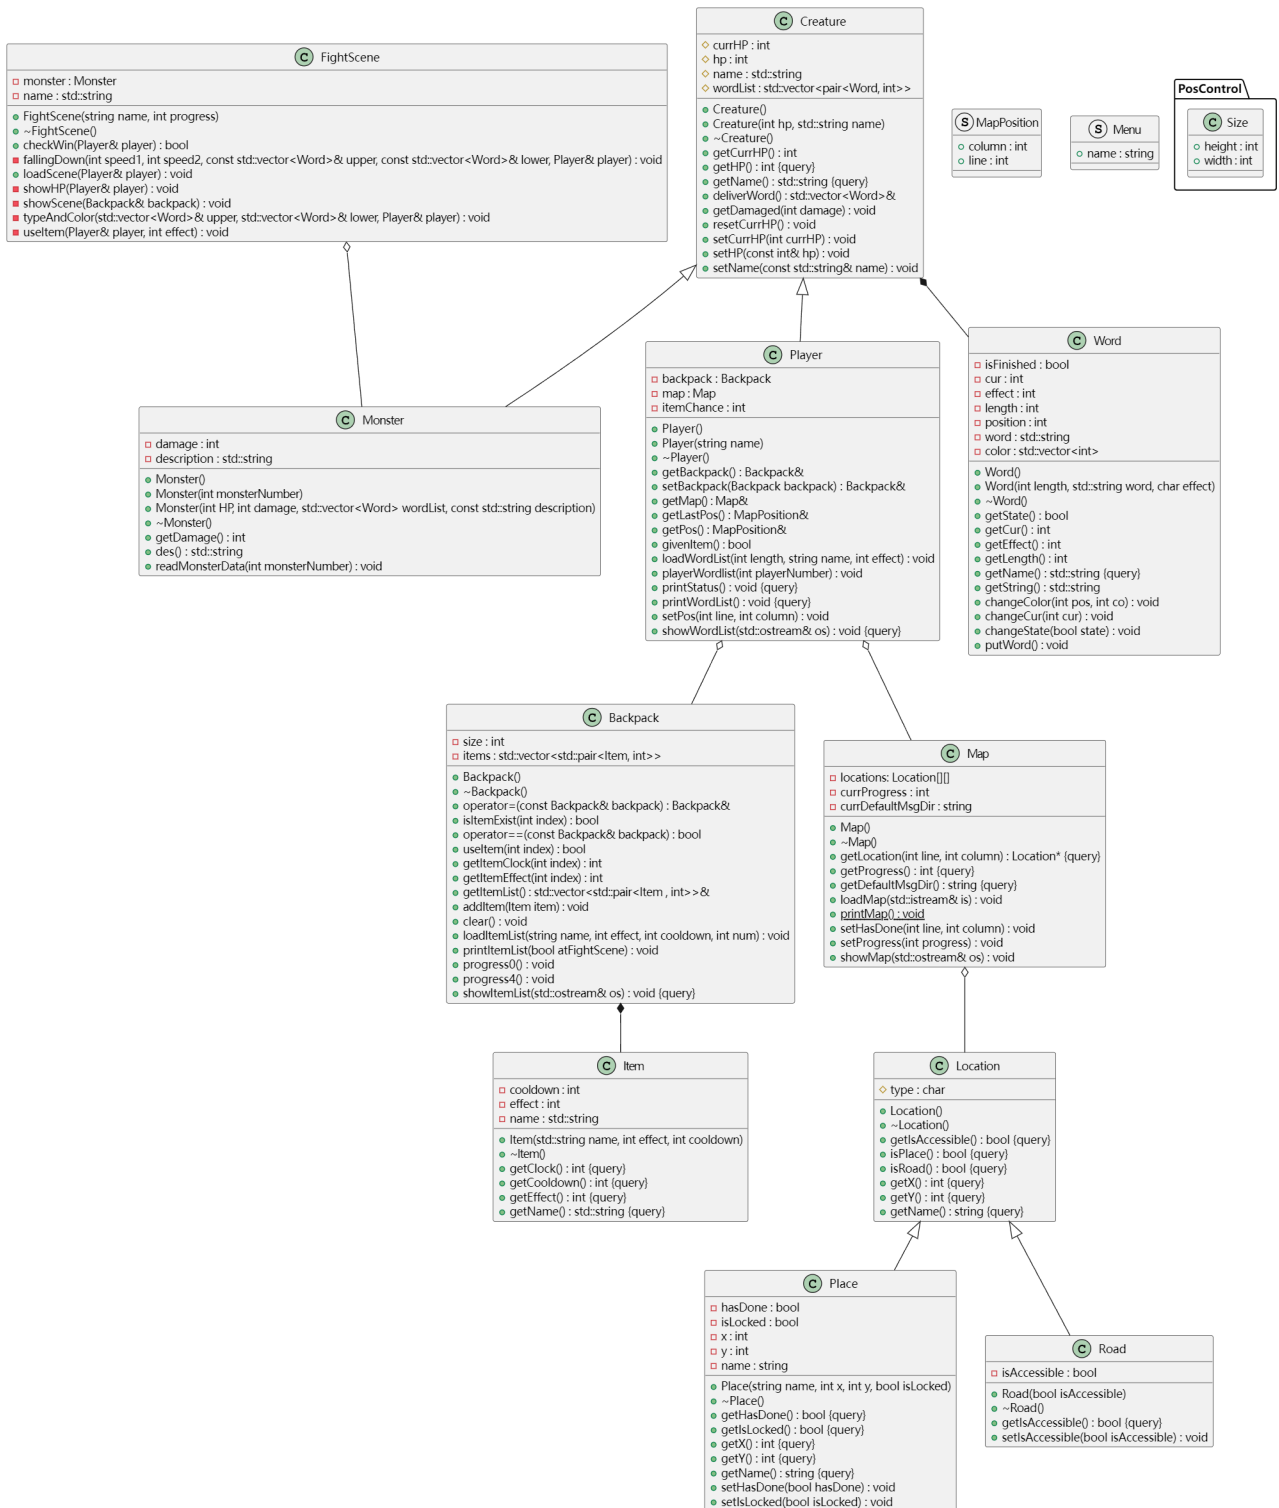 C FightScene
monster : Monster
name : std::string
FightScene(string name, int progress)
~FightScene()
checkWin(Player& player) : bool
fallingDown(int speed1, int speed2, const std::vector<Word>& upper, const std::vector<Word>& lower, Player& player) : void
loadScene(Player& player) : void
showHP(Player& player) : void
showScene(Backpack& backpack) : void
typeAndColor(std::vector<Word>& upper, std::vector<Word>& lower, Player& player) : void
useItem(Player& player, int effect) : void
C Creature
currHP : int
hp : int
name : std::string
wordList : std::vector<pair<Word, int>>
Creature()
Creature(int hp, std::string name)
~Creature()
getCurrHP() : int
getHP() : int {query}
getName() : std::string {query}
deliverWord() : std::vector<Word>&
getDamaged(int damage) : void
resetCurrHP() : void
setCurrHP(int currHP) : void
setHP(const int& hp) : void
setName(const std::string& name) : void
S MapPosition
column : int
line : int
S Menu
name : string
PosControl
C Size
height : int
width : int
C Monster
damage : int
description : std::string
Monster()
Monster(int monsterNumber)
Monster(int HP, int damage, std::vector<Word> wordList, const std::string description)
~Monster()
getDamage() : int
des() : std::string
readMonsterData(int monsterNumber) : void
C Player
backpack : Backpack
map : Map
itemChance : int
Player()
Player(string name)
~Player()
getBackpack() : Backpack&
setBackpack(Backpack backpack) : Backpack&
getMap() : Map&
getLastPos() : MapPosition&
getPos() : MapPosition&
givenItem() : bool
loadWordList(int length, string name, int effect) : void
playerWordlist(int playerNumber) : void
printStatus() : void {query}
printWordList() : void {query}
setPos(int line, int column) : void
showWordList(std::ostream& os) : void {query}
C Word
isFinished : bool
cur : int
effect : int
length : int
position : int
word : std::string
color : std::vector<int>
Word()
Word(int length, std::string word, char effect)
~Word()
getState() : bool
getCur() : int
getEffect() : int
getLength() : int
getName() : std::string {query}
getString() : std::string
changeColor(int pos, int co) : void
changeCur(int cur) : void
changeState(bool state) : void
putWord() : void
C Backpack
size : int
items : std::vector<std::pair<Item, int>>
Backpack()
~Backpack()
operator=(const Backpack& backpack) : Backpack&
isItemExist(int index) : bool
operator==(const Backpack& backpack) : bool
useItem(int index) : bool
getItemClock(int index) : int
getItemEffect(int index) : int
getItemList() : std::vector<std::pair<Item , int>>&
addItem(Item item) : void
clear() : void
loadItemList(string name, int effect, int cooldown, int num) : void
printItemList(bool atFightScene) : void
progress0() : void
progress4() : void
showItemList(std::ostream& os) : void {query}
C Map
locations: Location[][]
currProgress : int
currDefaultMsgDir : string
Map()
~Map()
getLocation(int line, int column) : Location* {query}
getProgress() : int {query}
getDefaultMsgDir() : string {query}
loadMap(std::istream& is) : void
printMap() : void
setHasDone(int line, int column) : void
setProgress(int progress) : void
showMap(std::ostream& os) : void
C Item
cooldown : int
effect : int
name : std::string
Item(std::string name, int effect, int cooldown)
~Item()
getClock() : int {query}
getCooldown() : int {query}
getEffect() : int {query}
getName() : std::string {query}
C Location
type : char
Location()
~Location()
getIsAccessible() : bool {query}
isPlace() : bool {query}
isRoad() : bool {query}
getX() : int {query}
getY() : int {query}
getName() : string {query}
C Place
hasDone : bool
isLocked : bool
x : int
y : int
name : string
Place(string name, int x, int y, bool isLocked)
~Place()
getHasDone() : bool {query}
getIsLocked() : bool {query}
getX() : int {query}
getY() : int {query}
getName() : string {query}
setHasDone(bool hasDone) : void
setIsLocked(bool isLocked) : void
C Road
isAccessible : bool
Road(bool isAccessible)
~Road()
getIsAccessible() : bool {query}
setIsAccessible(bool isAccessible) : void